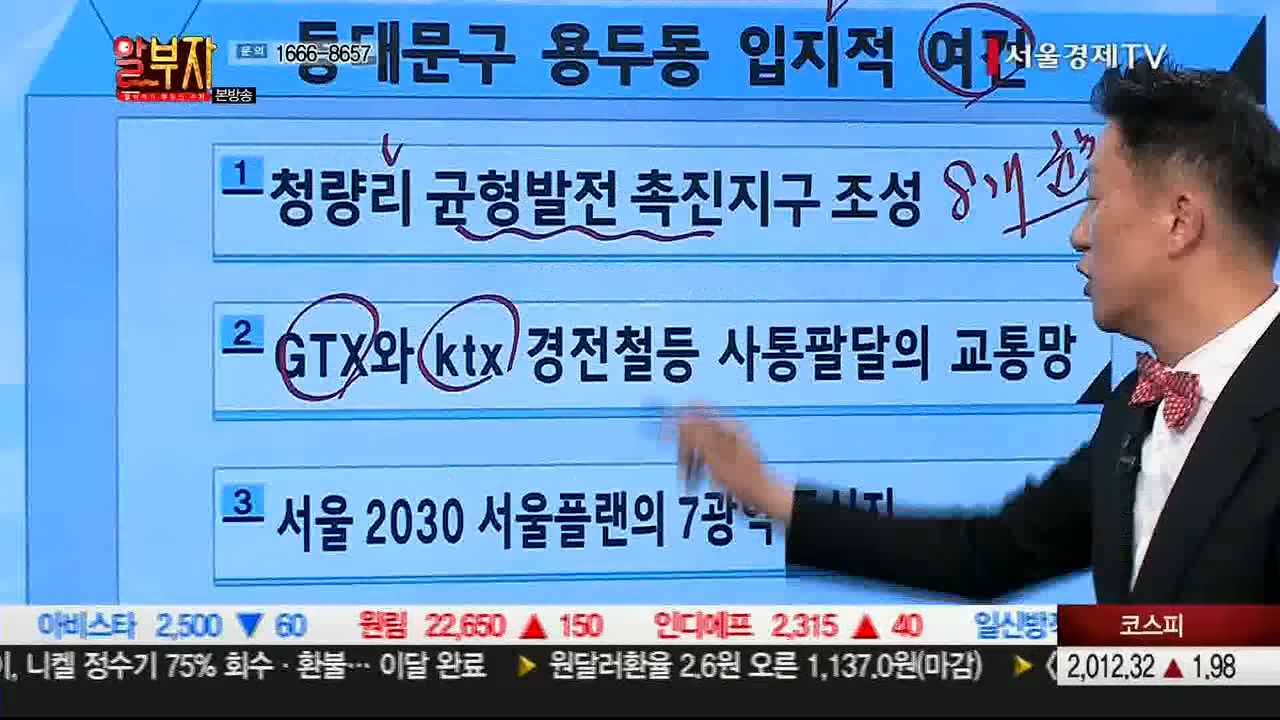 알부자
본방송
문의 1666-8657
동대문구 용두동 입지적 여건
서울경제TV
1 청량리 균형발전 촉진지구 조성
8개
2 GTX와 ktx 경전철등 사통팔달의 교통망
3 서울 2030 서울플랜의 7광역
아비스타 2,500 ▼ 60 원림 22,650 ▲ 150 인디에프 2,315 ▲ 40 일신방
코스피
니켈 정수기 75% 회수·환불… 이달 완료 ▶ 원달러환율 2.6원 오른 1,137.0원(마감) ▶
2,012.32 ▲ 1.98